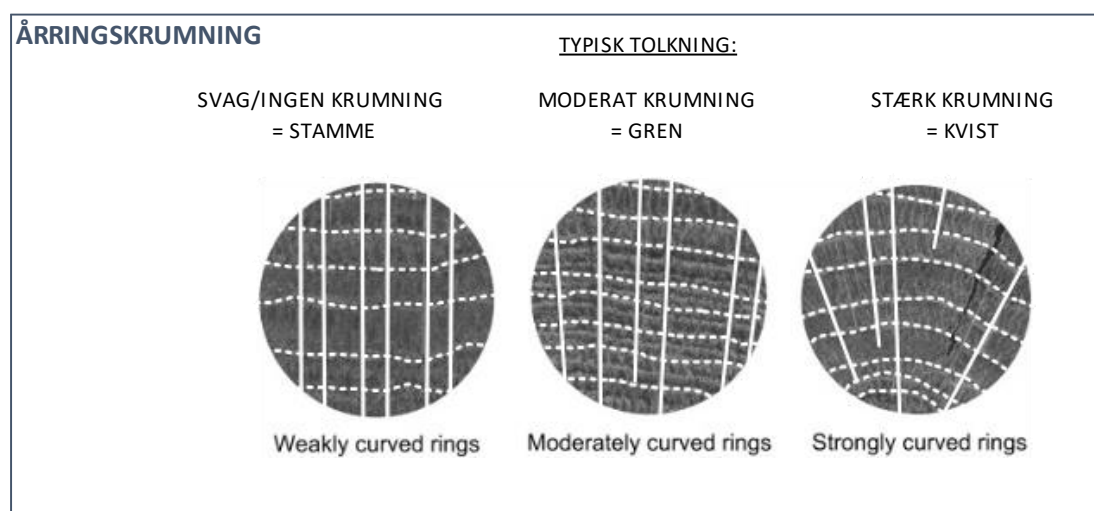 ÅRRINGSKRUMNING
TYPISK TOLKNING:
SVAG/INGEN KRUMNING
= STAMME
MODERAT KRUMNING
= GREN
STÆRK KRUMNING
= KVIST
Weakly curved rings
Moderately curved rings
Strongly curved rings